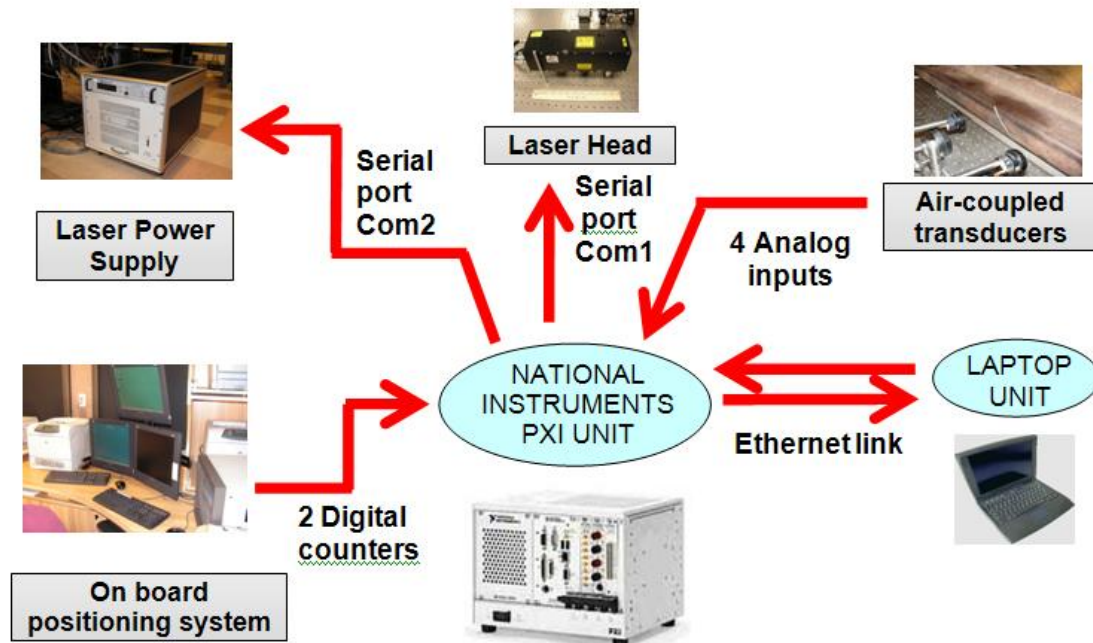 Laser Power
Supply
Serial
port
Com2
Laser Head
Serial
port
Com1
Air-coupled
transducers
4 Analog
inputs
NATIONAL
INSTRUMENTS
PXI UNIT
LAPTOP
UNIT
Ethernet link
2 Digital
counters
On board
positioning system